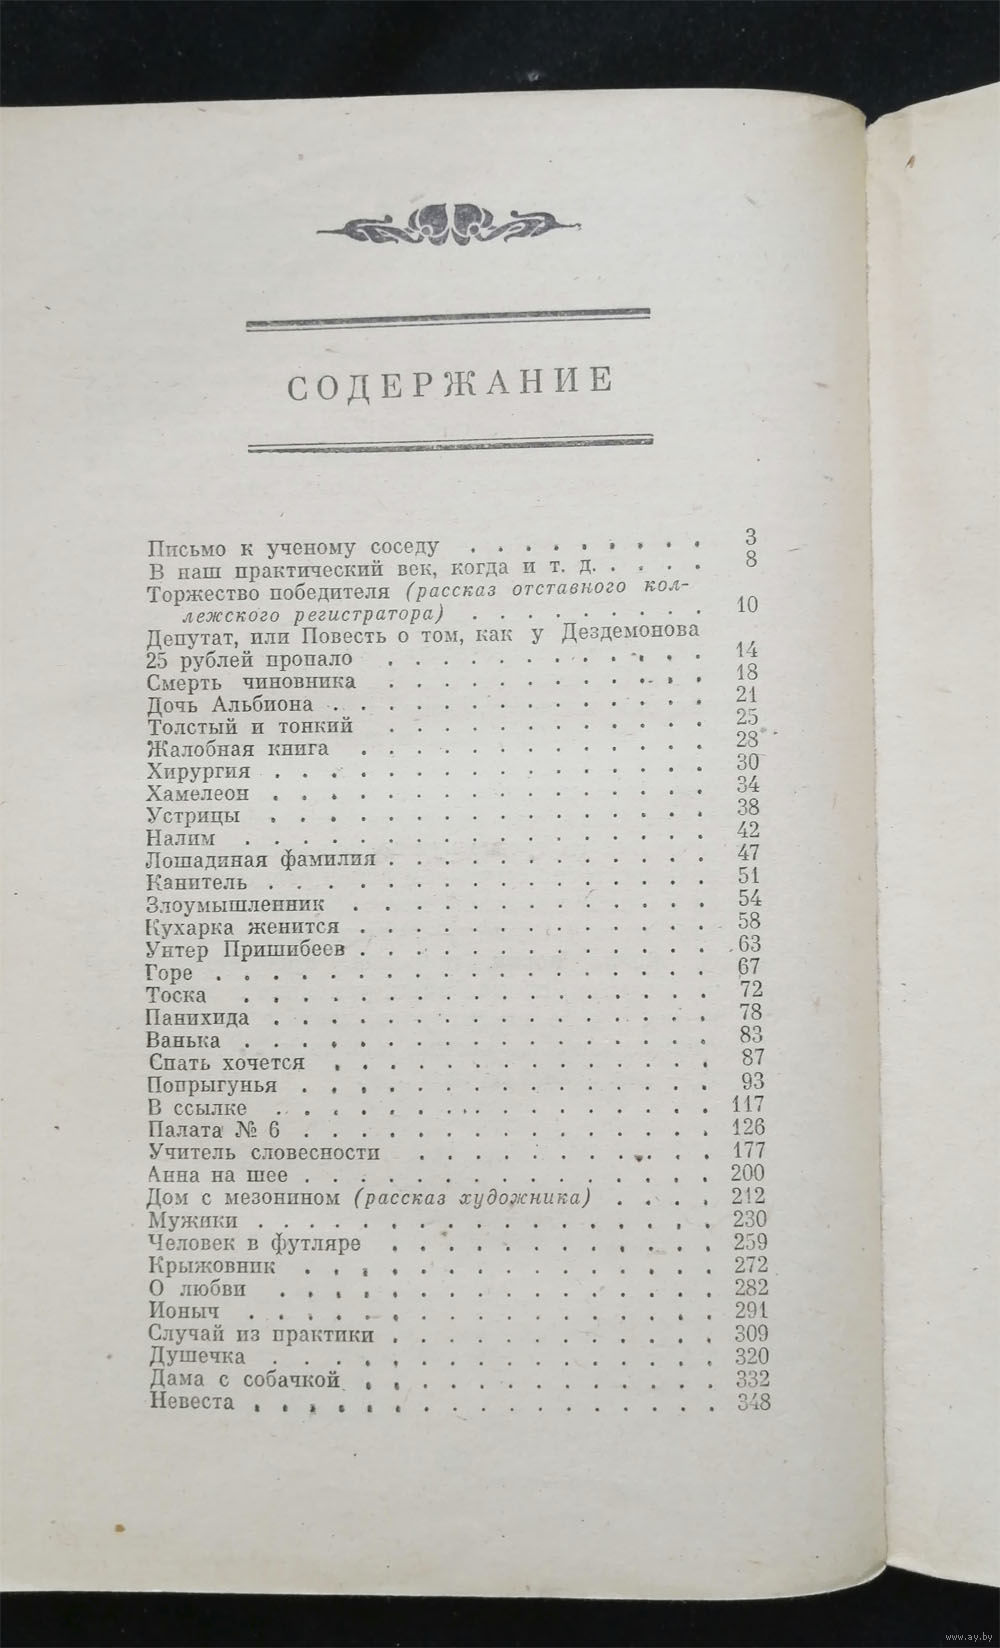 СОДЕРЖАНИЕ
Письмо к ученому соседу . . . . . . . . . 3
В наш практический век, когда и т. д. . . . . 8
Торжество победителя (рассказ отставного кол-
лежского регистратора) . . . . . . . . 10
Депутат, или Повесть о том, как у Дездемонова
25 рублей пропало . . . . . . . . . . . 14
Смерть чиновника . . . . . . . . . . . 18
Дочь Альбиона . . . . . . . . . . . . . 21
Толстый и тонкий . . . . . . . . . . . 25
Жалобная книга . . . . . . . . . . . . 28
Хирургия . . . . . . . . . . . . . . . 30
Хамелеон . . . . . . . . . . . . . . . 34
Устрицы . . . . . . . . . . . . . . . 38
Налим . . . . . . . . . . . . . . . . 42
Лошадиная фамилия . . . . . . . . . . . 47
Канитель . . . . . . . . . . . . . . . 51
Злоумышленник . . . . . . . . . . . . 54
Кухарка женится . . . . . . . . . . . . 58
Унтер Пришибеев . . . . . . . . . . . . 63
Горе . . . . . . . . . . . . . . . . . 67
Тоска . . . . . . . . . . . . . . . . 72
Панихида . . . . . . . . . . . . . . . 78
Ванька . . . . . . . . . . . . . . . . 83
Спать хочется . . . . . . . . . . . . . 87
Попрыгунья . . . . . . . . . . . . . . 93
В ссылке . . . . . . . . . . . . . . . 117
Палата № 6 . . . . . . . . . . . . . . 126
Учитель словесности . . . . . . . . . . 177
Анна на шее . . . . . . . . . . . . . . 200
Дом с мезонином (рассказ художника) . . . . 212
Мужики . . . . . . . . . . . . . . . . 230
Человек в футляре . . . . . . . . . . . 259
Крыжовник . . . . . . . . . . . . . . 272
О любви . . . . . . . . . . . . . . . 282
Ионыч . . . . . . . . . . . . . . . . 291
Случай из практики . . . . . . . . . . . 309
Душечка . . . . . . . . . . . . . . . 320
Дама с собачкой . . . . . . . . . . . . 332
Невеста . . . . . . . . . . . . . . . . 348
www.ay.by